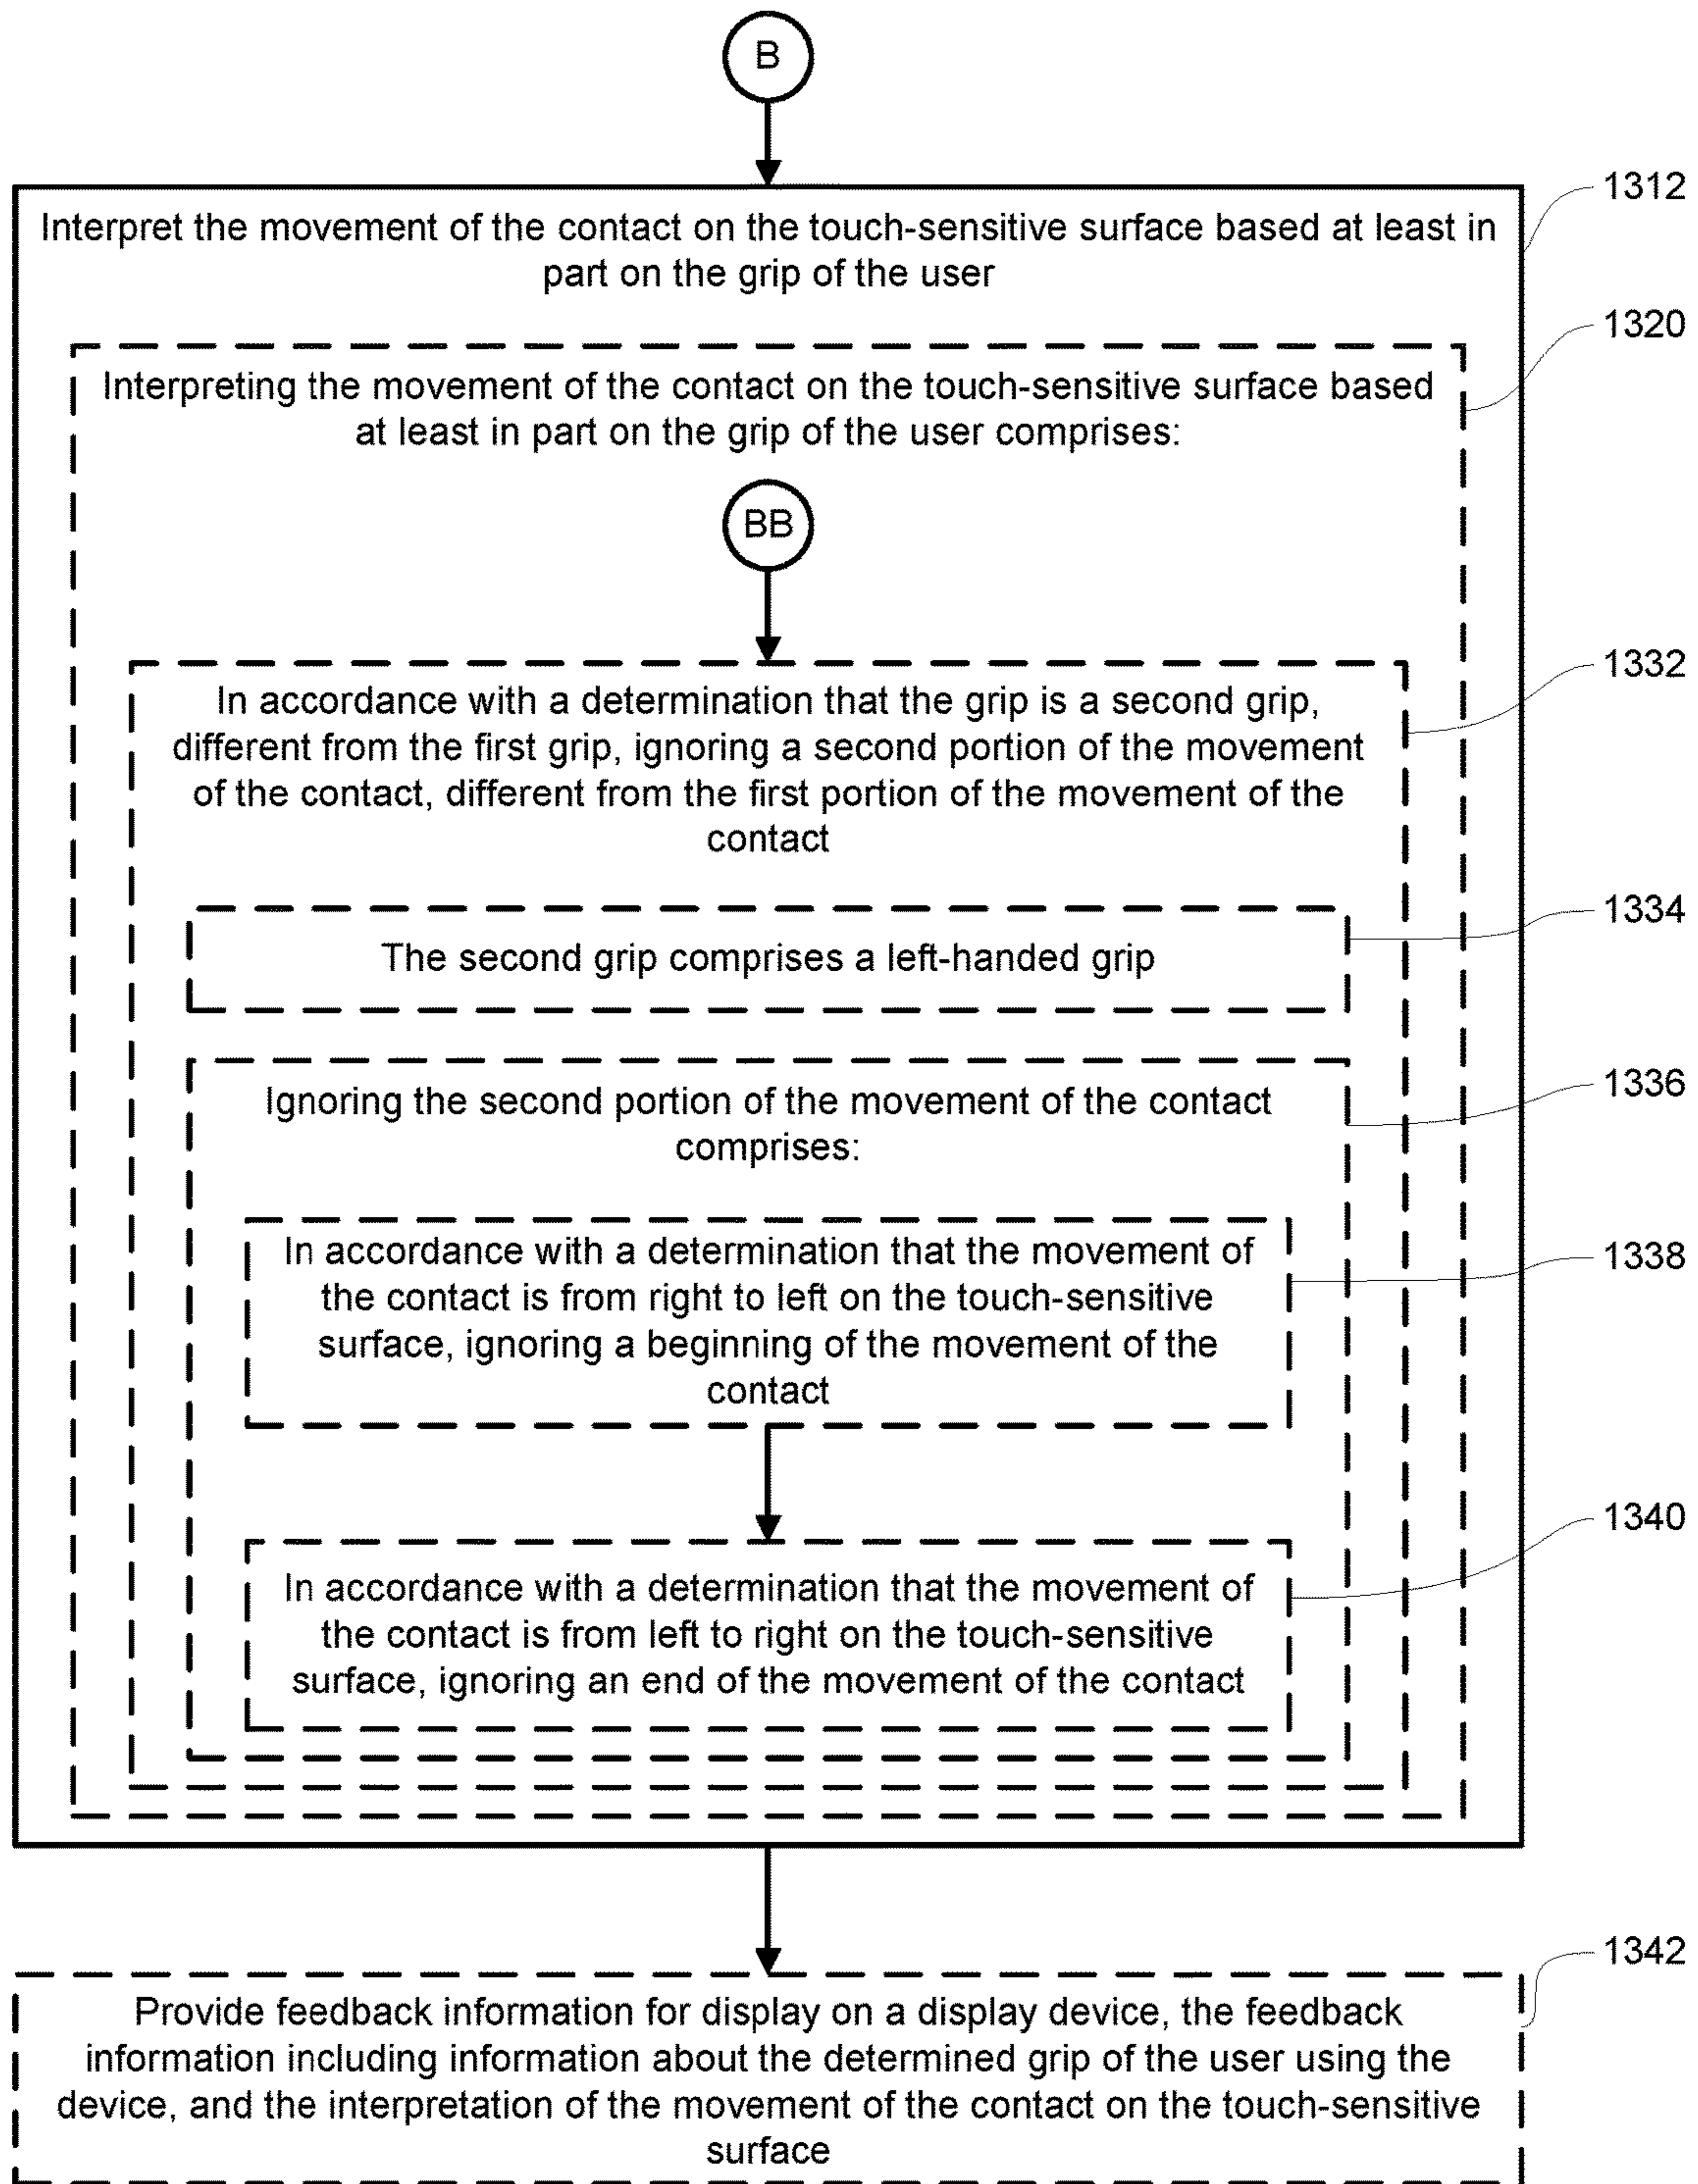 B
1312
Interpret the movement of the contact on the touch-sensitive surface based at least in
part on the grip of the user
1320
Interpreting the movement of the contact on the touch-sensitive surface based
at least in part on the grip of the user comprises:
BB
1332
In accordance with a determination that the grip is a second grip,
different from the first grip, ignoring a second portion of the movement
of the contact, different from the first portion of the movement of the
contact
1334
The second grip comprises a left-handed grip
1336
Ignoring the second portion of the movement of the contact
comprises:
1338
In accordance with a determination that the movement of
the contact is from right to left on the touch-sensitive
surface, ignoring a beginning of the movement of the
contact
1340
In accordance with a determination that the movement of
the contact is from left to right on the touch-sensitive
surface, ignoring an end of the movement of the contact
1342
Provide feedback information for display on a display device, the feedback
information including information about the determined grip of the user using the
device, and the interpretation of the movement of the contact on the touch-sensitive
surface